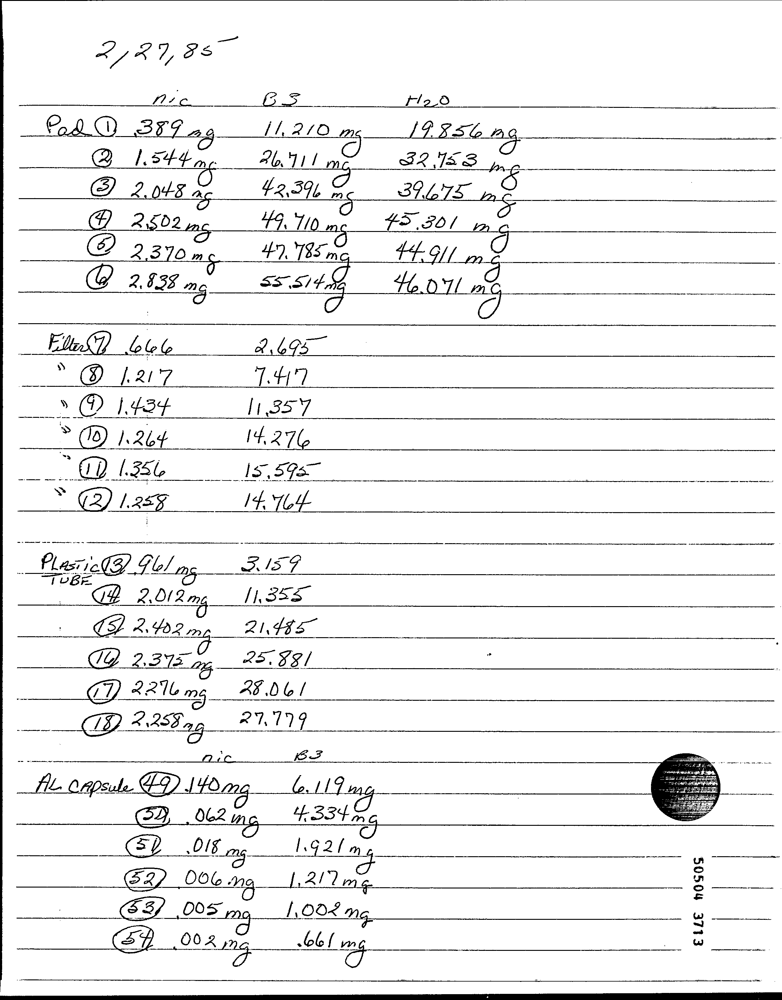 2/27/85
nic B3 H2O
Pad ① .389 mg 11.210 mg 19.856 mg
② 1.544 mg 26.711 mg 32.753 mg
③ 2.048 mg 42.396 mg 39.675 mg
④ 2.502 mg 49.710 mg 45.301 mg
⑤ 2.370 mg 47.785 mg 44.911 mg
⑥ 2.838 mg 55.514 mg 46.071 mg
Filter ⑦ .666 2.695
" ⑧ 1.217 7.417
" ⑨ 1.434 11.357
" ⑩ 1.264 14.276
" ⑪ 1.356 15.595
" ⑫ 1.258 14.764
PLASTIC ⑬ .961 mg 3.159
TUBE
⑭ 2.012 mg 11.355
⑮ 2.402 mg 21.485
⑯ 2.375 mg 25.881
⑰ 2.276 mg 28.061
⑱ 2.258 mg 27.779
nic B3
AL CAPSule ㊾ .140 mg 6.119 mg
㊿ .062 mg 4.334 mg
(51) .018 mg 1.921 mg
(52) .006 mg 1.217 mg
(53) .005 mg 1.002 mg
(54) .002 mg .661 mg
50504 3713